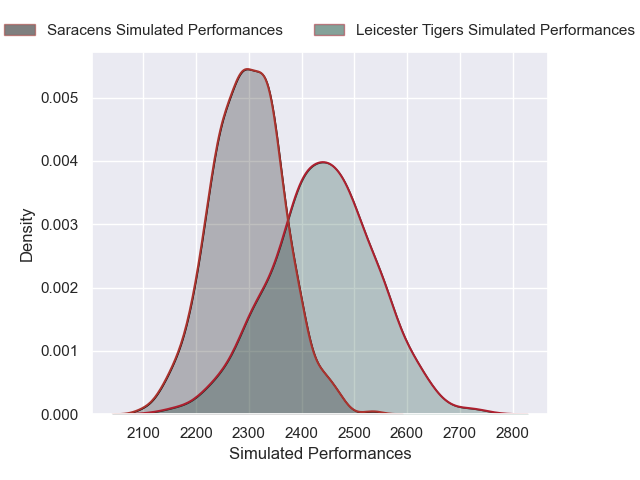 Saracens Simulated Performances
Leicester Tigers Simulated Performances
0.005
0.004
0.003
0.002
0.001
0.000
Density
2100 2200 2300 2400 2500 2600 2700 2800
Simulated Performances